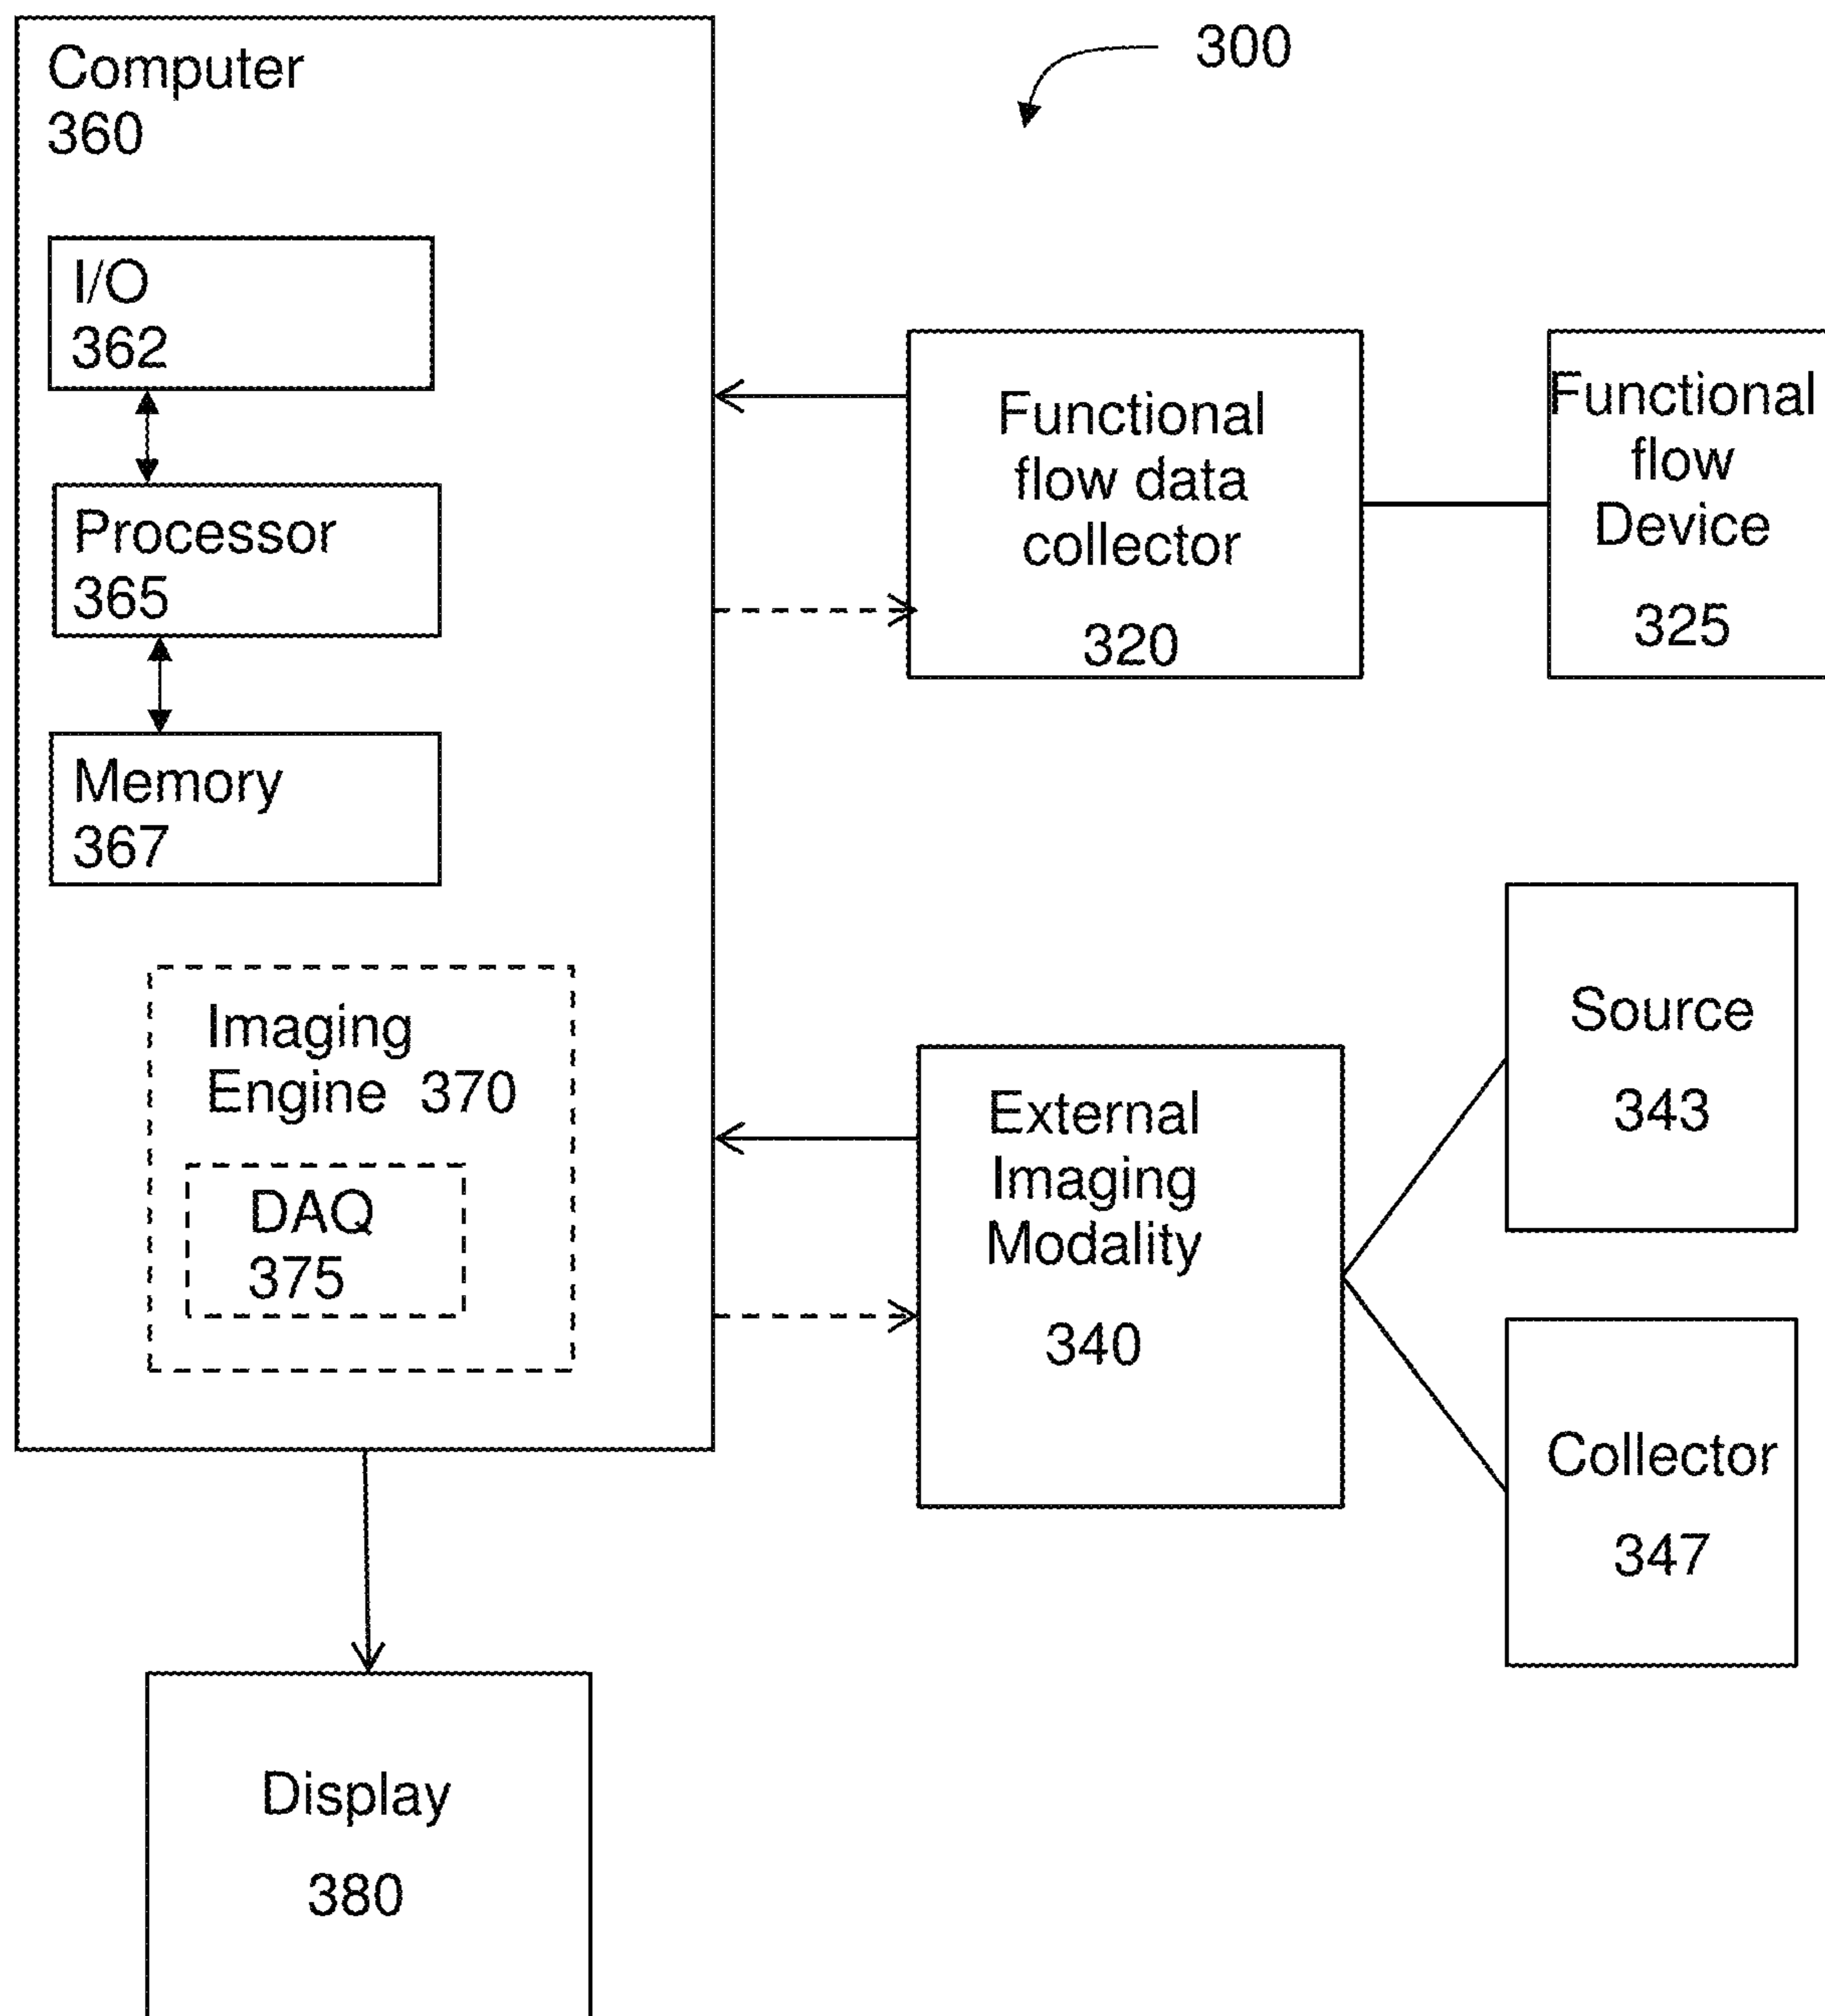 Computer
360
300
I/O
362
Processor
365
Memory
367
Imaging
Engine 370
DAQ
375
Functional
flow data
collector
320
Functional
flow
Device
325
External
Imaging
Modality
340
Source
343
Collector
347
Display
380